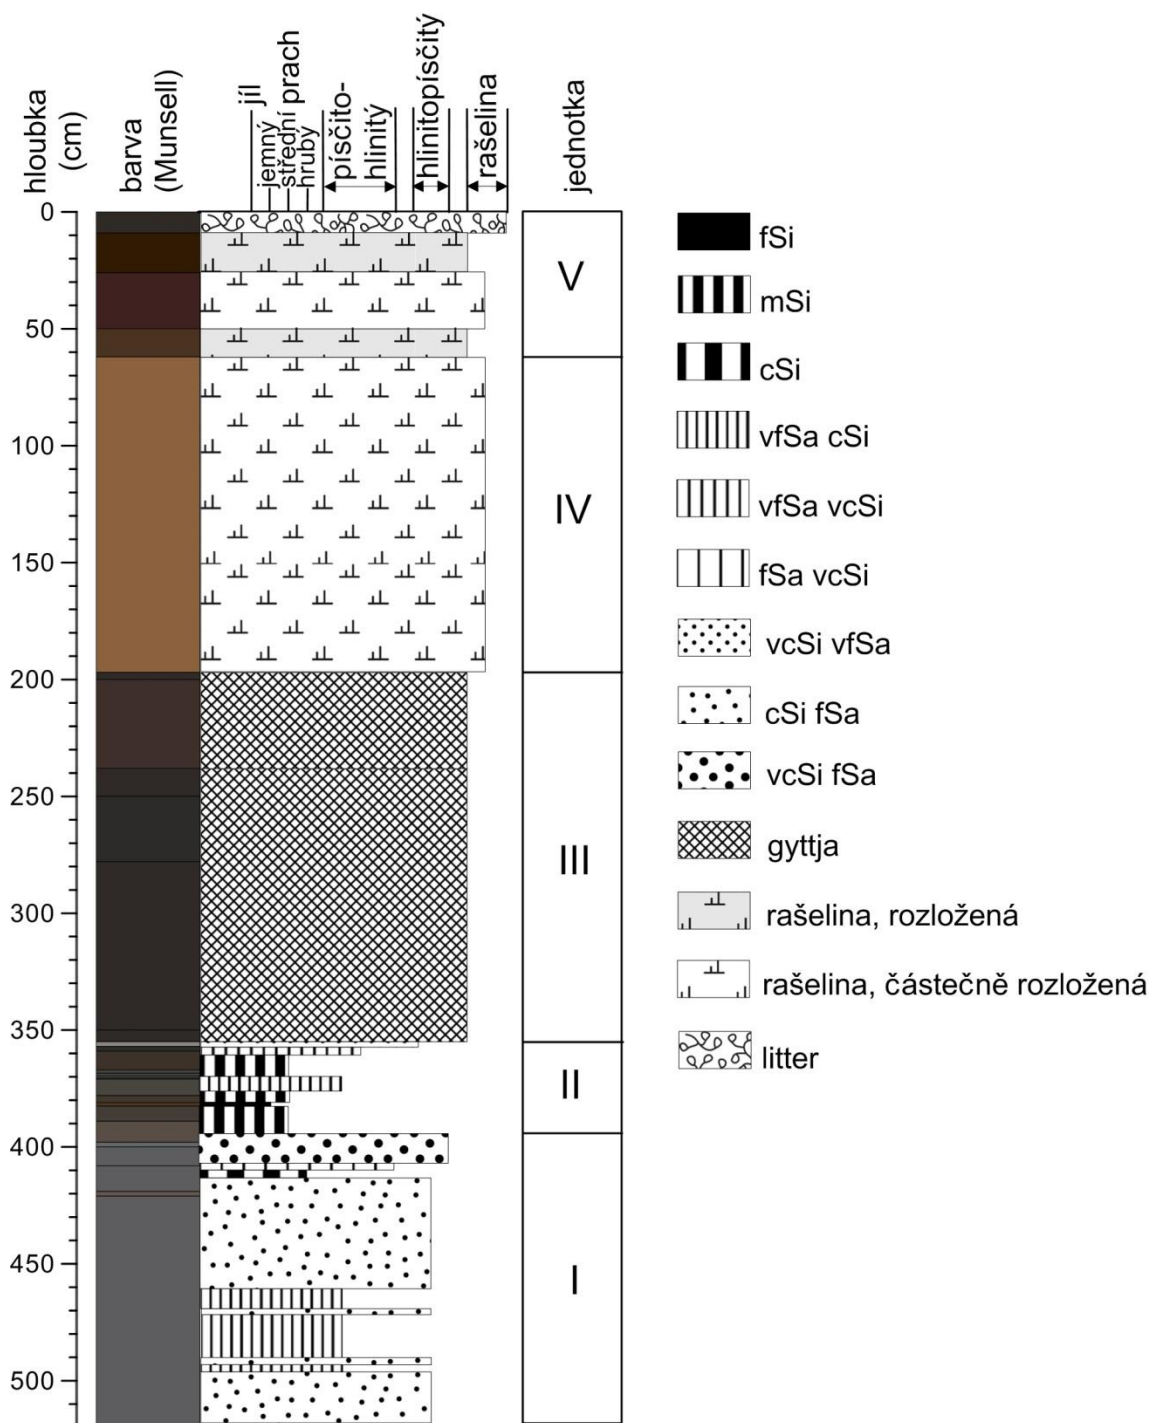 hloubka
(cm)
barva
(Munsell)
jíl
jemný
střední prach
hrubý
písčito-
hlinitý
hlinitopísčitý
rašelina
jednotka
0
50
100
150
200
250
300
350
400
450
500
V
IV
III
II
I
fSi
mSi
cSi
vfSa cSi
vfSa vcSi
fSa vcSi
vcSi vfSa
cSi fSa
vcSi fSa
gyttja
rašelina, rozložená
rašelina, částečně rozložená
litter